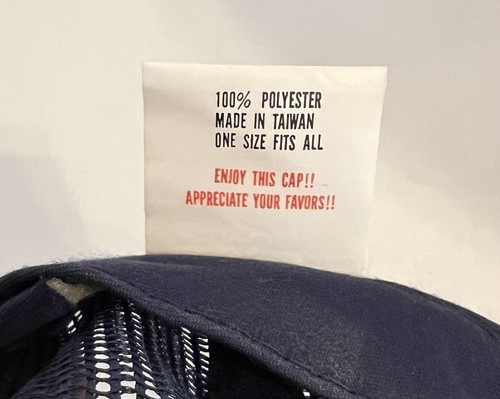 100% POLYESTER
MADE IN TAIWAN
ONE SIZE FITS ALL
ENJOY THIS CAP!!
APPRECIATE YOUR FAVORS!!